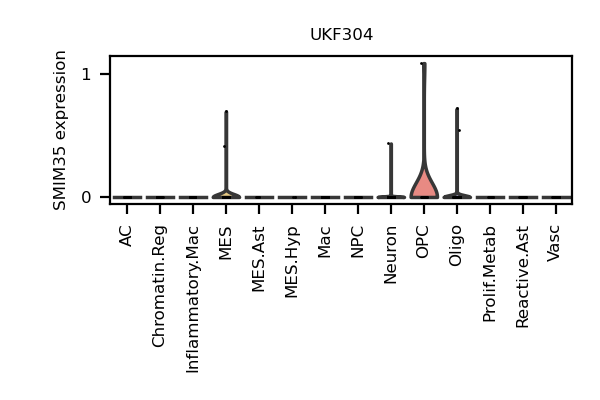 UKF304
SMIM35 expression
1
0
AC
Chromatin.Reg
Inflammatory.Mac
MES
MES.Ast
MES.Hyp
Mac
NPC
Neuron
OPC
Oligo
Prolif.Metab
Reactive.Ast
Vasc